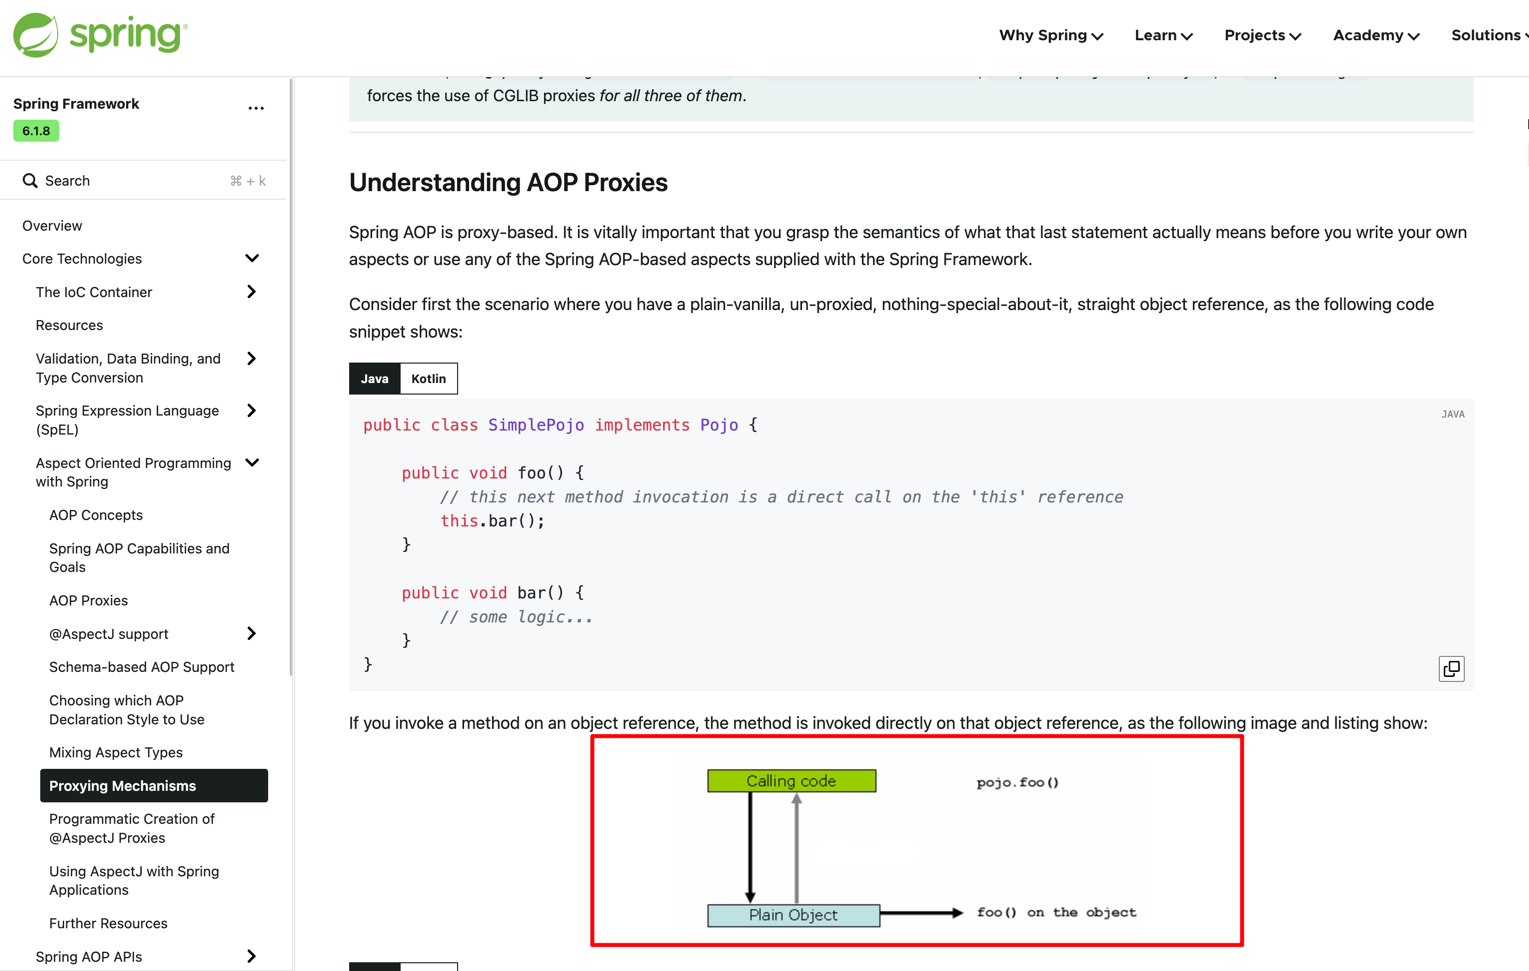 spring
Why Spring
Learn
Projects
Academy
Solutions
Spring Framework
...
6.1.8
Search
⌘ + k
Overview
Core Technologies
The IoC Container
Resources
Validation, Data Binding, and
Type Conversion
Spring Expression Language
(SpEL)
Aspect Oriented Programming
with Spring
AOP Concepts
Spring AOP Capabilities and
Goals
AOP Proxies
@AspectJ support
Schema-based AOP Support
Choosing which AOP
Declaration Style to Use
Mixing Aspect Types
Proxying Mechanisms
Programmatic Creation of
@AspectJ Proxies
Using AspectJ with Spring
Applications
Further Resources
Spring AOP APIs
forces the use of CGLIB proxies for all three of them.
Understanding AOP Proxies
Spring AOP is proxy-based. It is vitally important that you grasp the semantics of what that last statement actually means before you write your own
aspects or use any of the Spring AOP-based aspects supplied with the Spring Framework.
Consider first the scenario where you have a plain-vanilla, un-proxied, nothing-special-about-it, straight object reference, as the following code
snippet shows:
Java Kotlin
JAVA
public class SimplePojo implements Pojo {
public void foo() {
// this next method invocation is a direct call on the 'this' reference
this.bar();
}
public void bar() {
// some logic...
}
}
If you invoke a method on an object reference, the method is invoked directly on that object reference, as the following image and listing show:
Calling code
pojo.foo()
Plain Object
foo() on the object